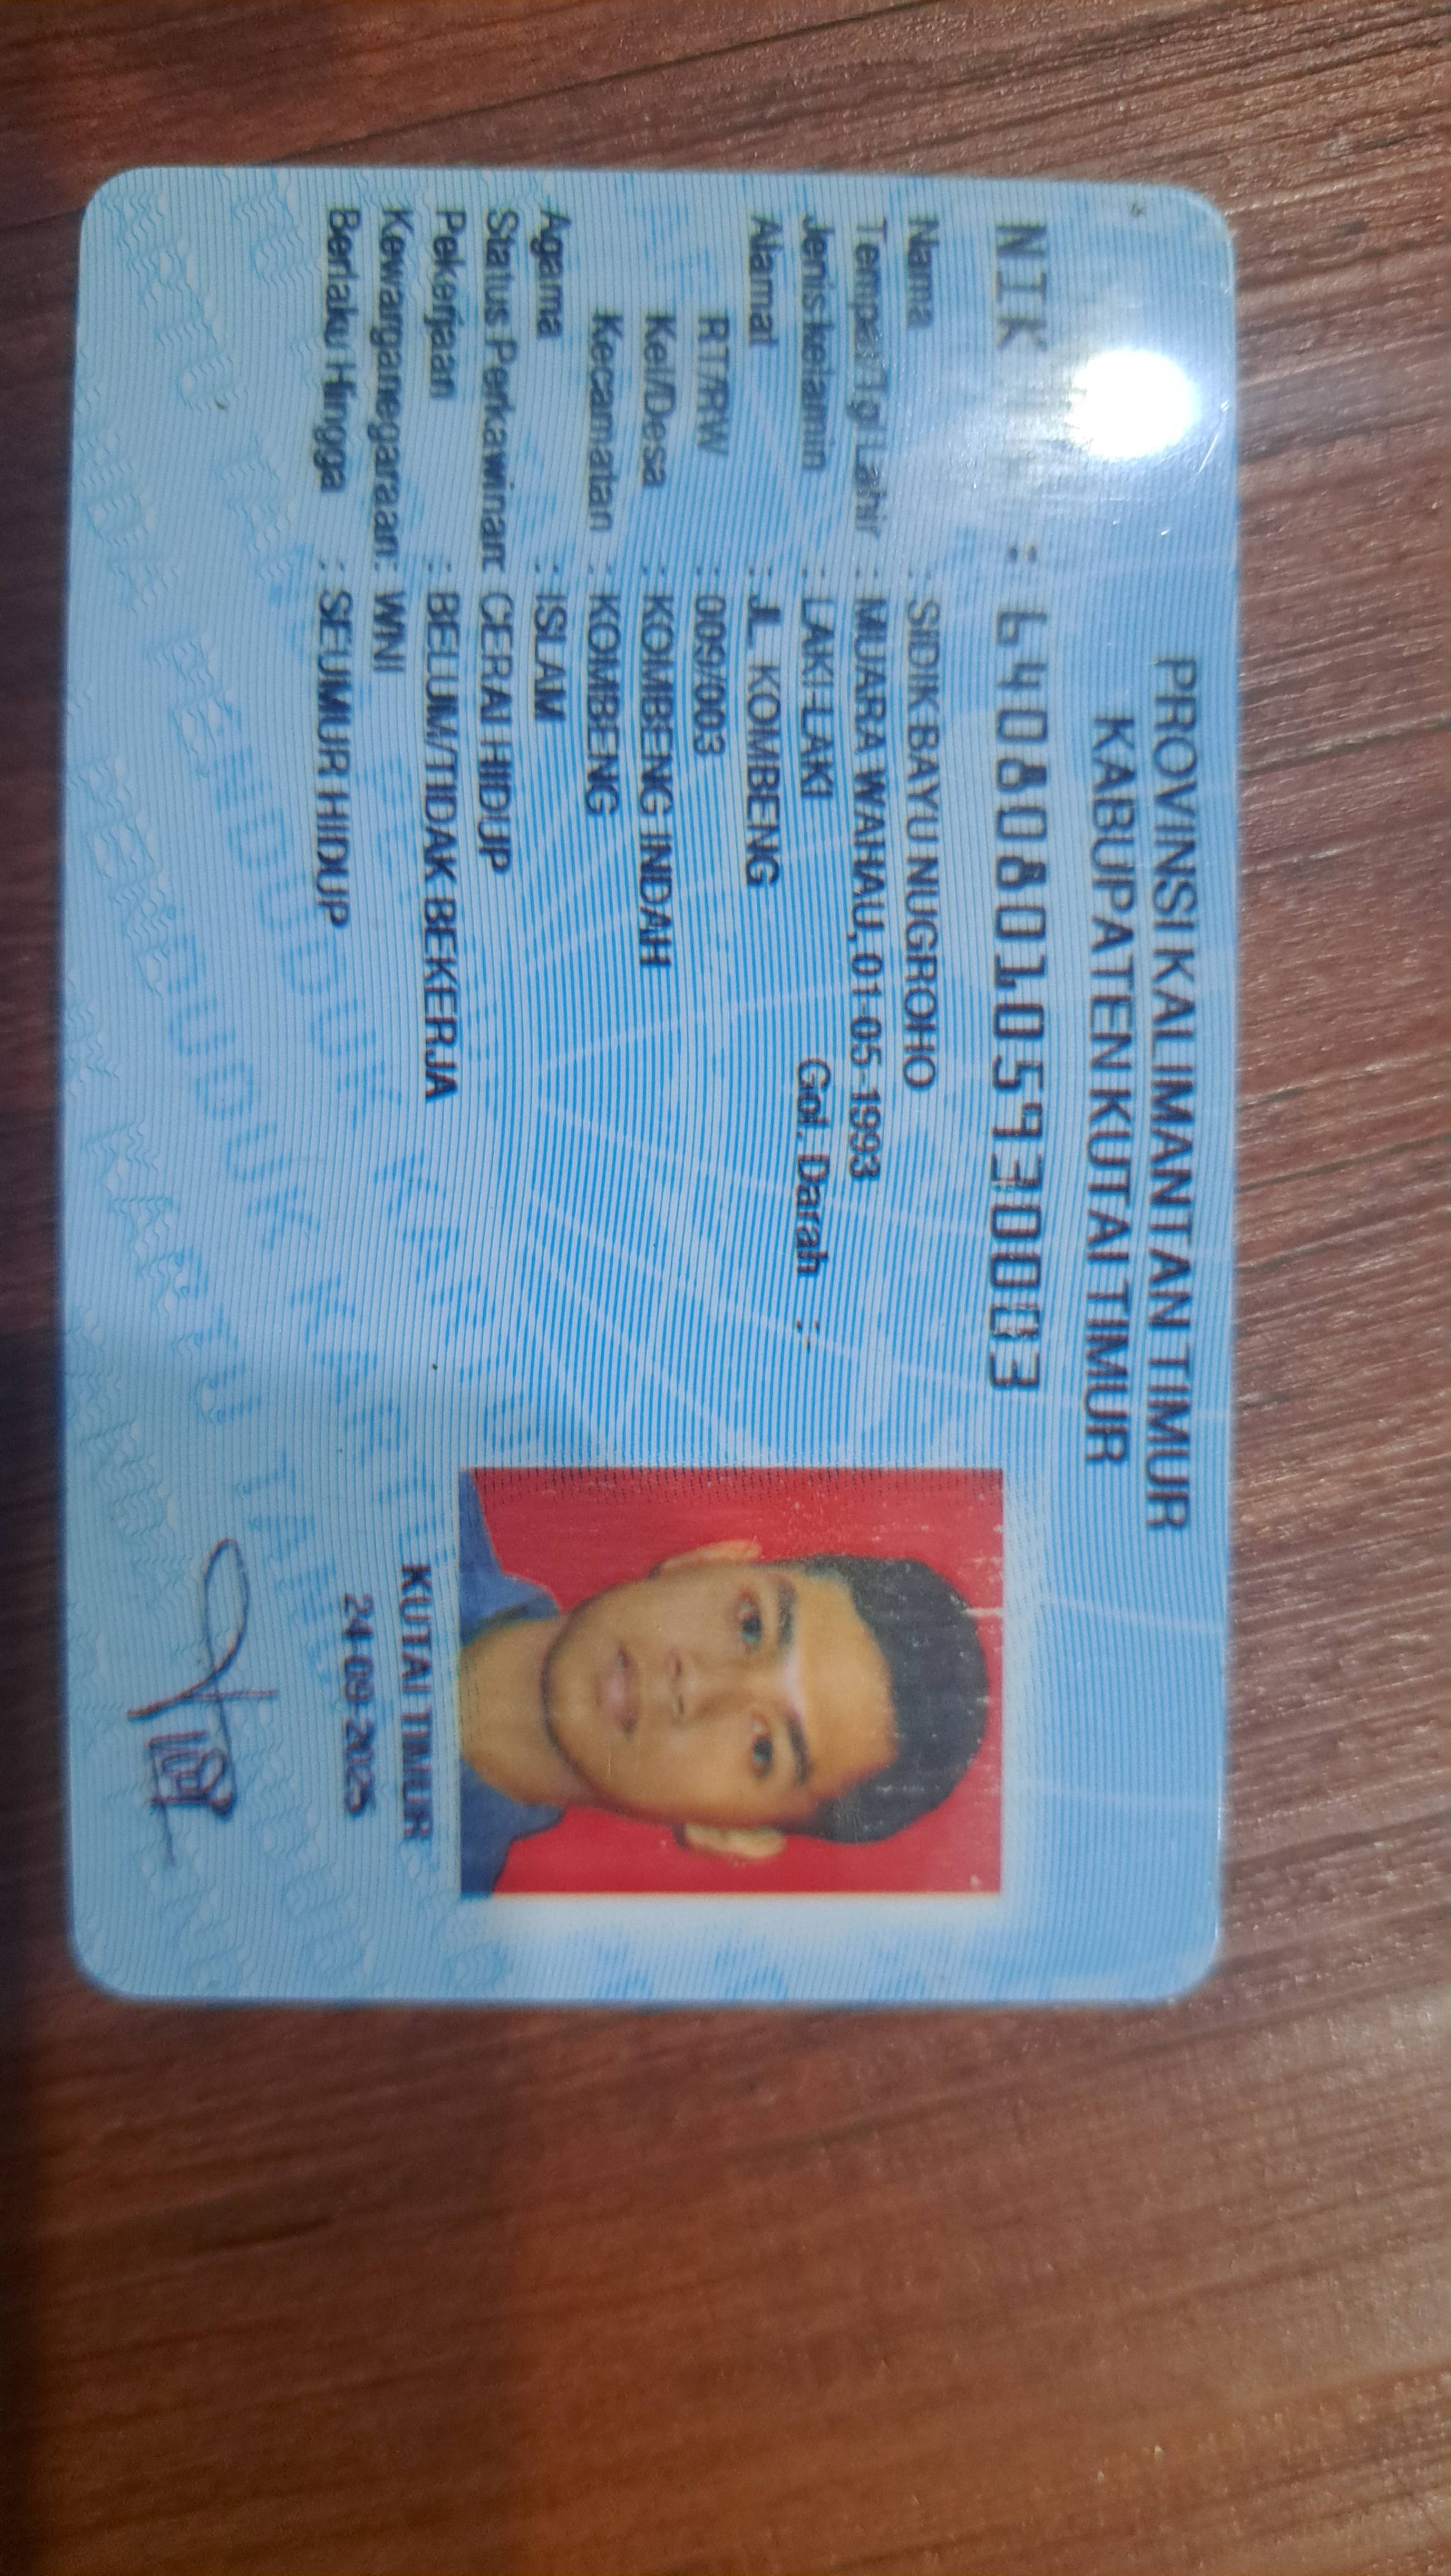 PROVINSI KALIMANTAN TIMUR
KABUPATEN KUTAI TIMUR
NIK : 6408080105930003
Nama : SIDIK BAYU NUGROHO
Tempat/Tgl Lahir : MUARA WAHAU, 01-05-1993
Jenis kelamin : LAKI-LAKI Gol. Darah : -
Alamat : JL. KOMBENG
RT/RW : 009/003
Kel/Desa : KOMBENG INDAH
Kecamatan : KOMBENG
Agama : ISLAM
Status Perkawinan: CERAI HIDUP
Pekerjaan : BELUM/TIDAK BEKERJA
Kewarganegaraan: WNI
Berlaku Hingga : SEUMUR HIDUP
KUTAI TIMUR
24-09-2025